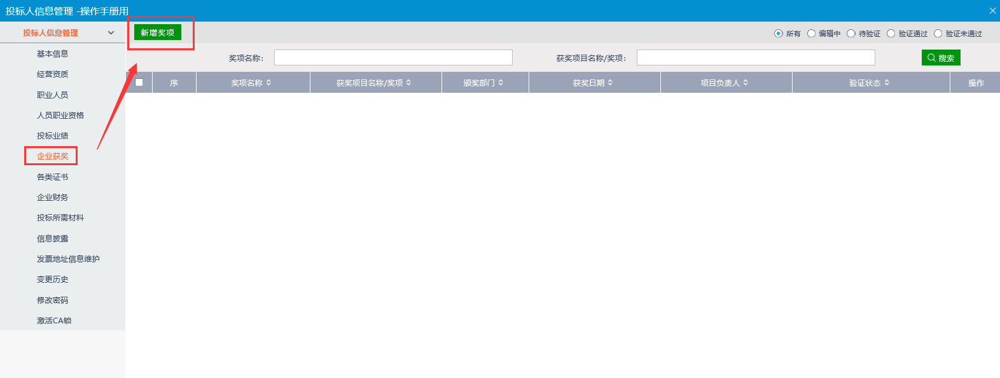 投标人信息管理 -操作手册用
投标人信息管理
基本信息
经营资质
职业人员
人员职业资格
投标业绩
企业获奖
各类证书
企业财务
投标所需材料
信息披露
发票地址信息维护
变更历史
修改密码
激活CA锁
新增奖项
所有 编辑中 待验证 验证通过 验证未通过
奖项名称： 获奖项目名称/奖项： 搜索
序 奖项名称 获奖项目名称/奖项 颁奖部门 获奖日期 项目负责人 验证状态 操作